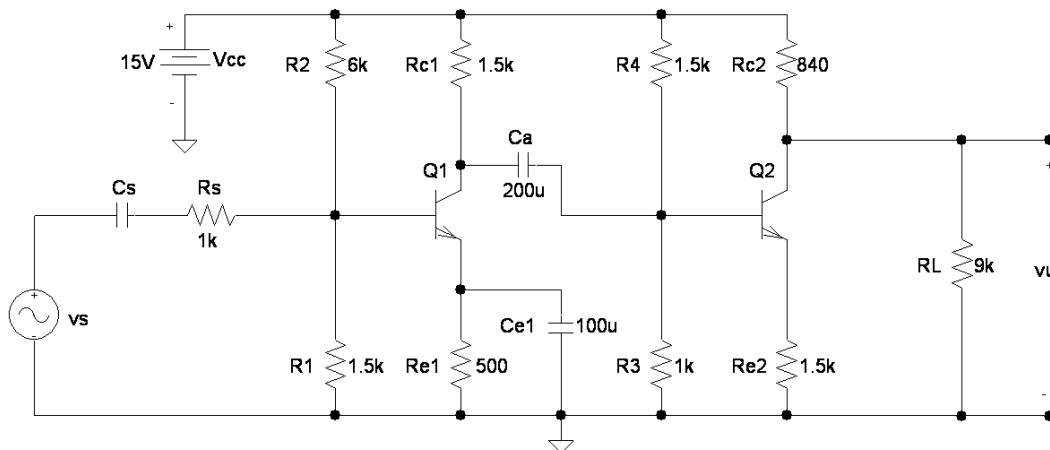 +
15V Vcc
-
R2 6k
Rc1 1.5k
R4 1.5k
Rc2 840
Ca
200u
Q1
Q2
Cs
Rs
1k
+
vs
-
R1 1.5k
Re1 500
Ce1 100u
R3 1k
Re2 1.5k
RL 9k
+
vu
-